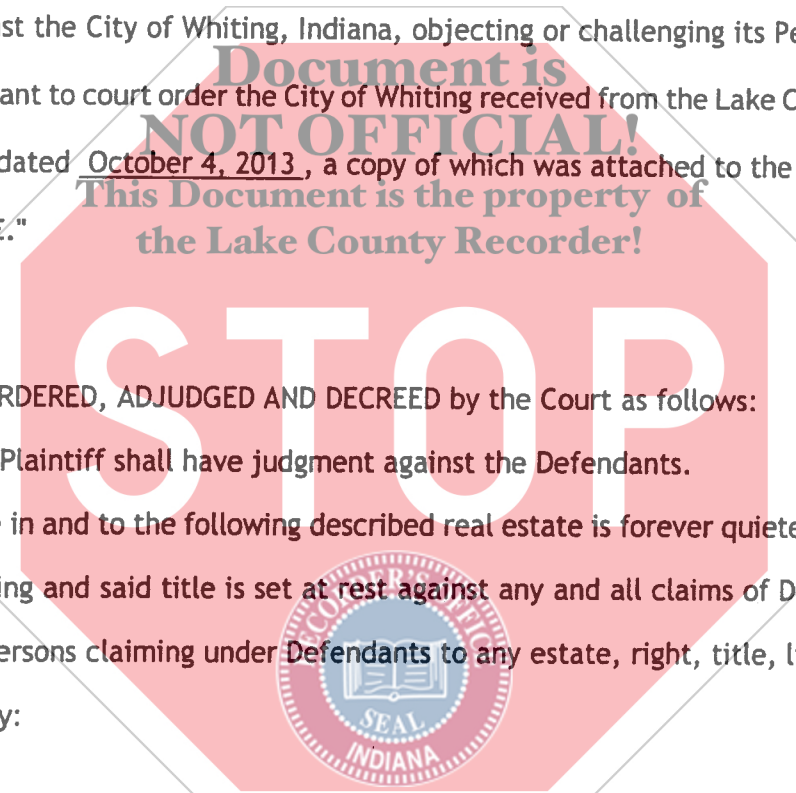 st the City of Whiting, Indiana, objecting or challenging its Pe
Document is
ant to court order the City of Whiting received from the Lake C
NOT OFFICIAL!
dated October 4, 2013, a copy of which was attached to the
This Document is the property of
the Lake County Recorder!
E."
STOP
RDERED, ADJUDGED AND DECREED by the Court as follows:
Plaintiff shall have judgment against the Defendants.
in and to the following described real estate is forever quiete
ing and said title is set at rest against any and all claims of D
ersons claiming under Defendants to any estate, right, title, l
y:
RECORDER'S OFFICE
SEAL
INDIANA